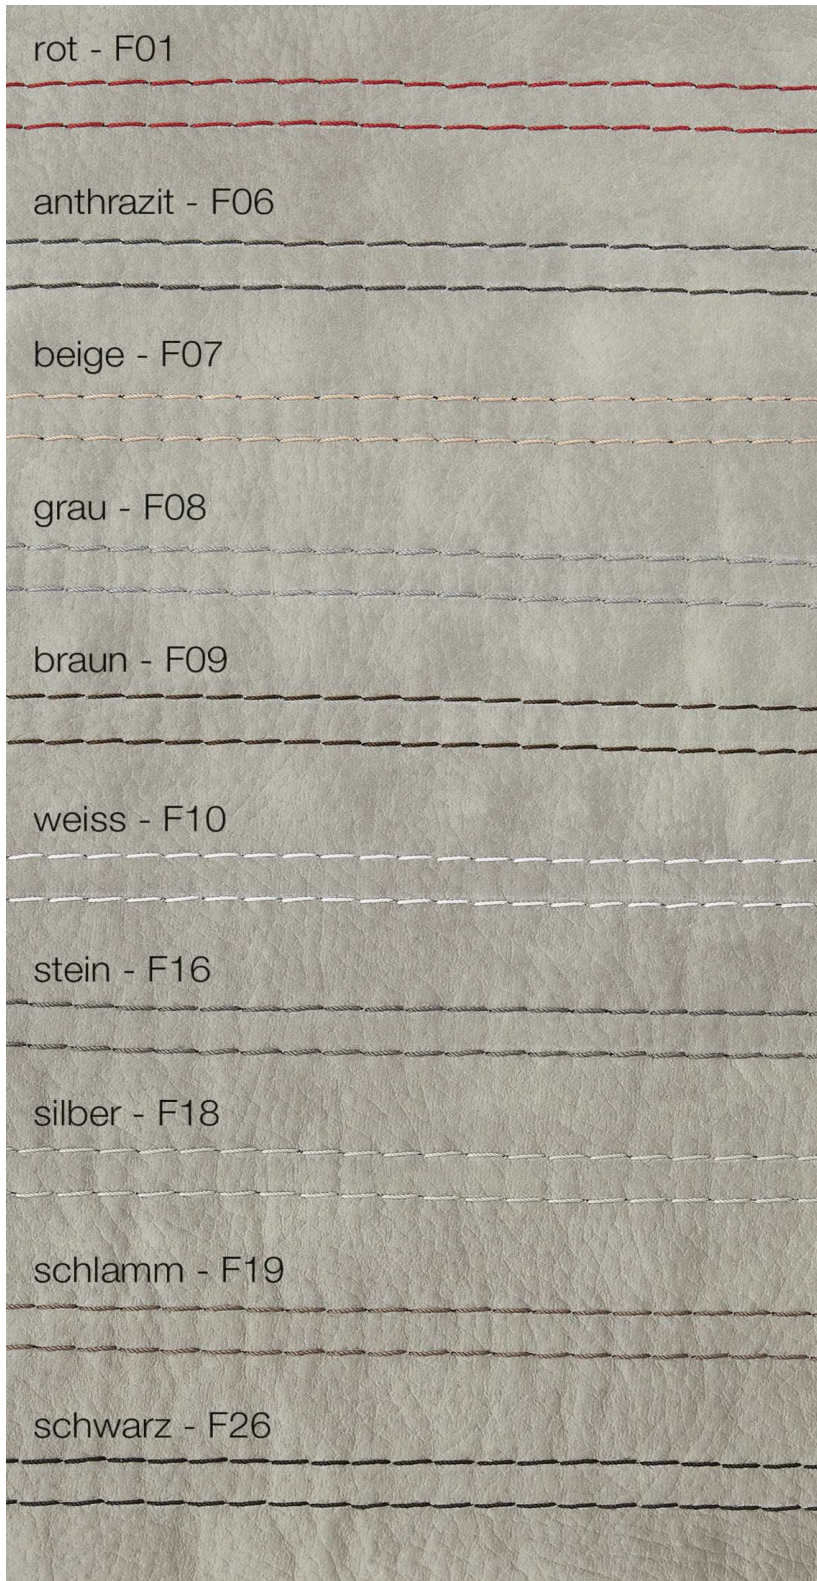 rot - F01
anthrazit - F06
beige - F07
grau - F08
braun - F09
weiss - F10
stein - F16
silber - F18
schlamm - F19
schwarz - F26